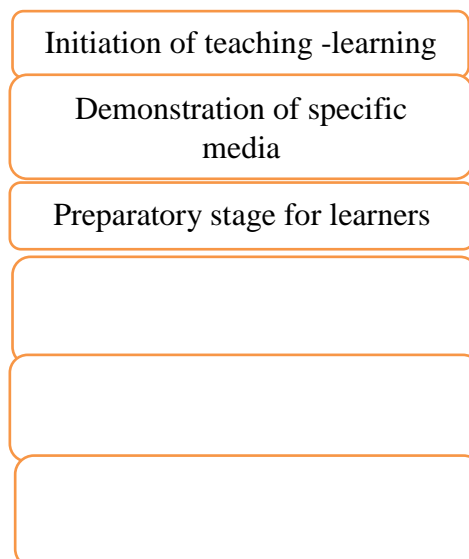 Initiation of teaching -learning
Demonstration of specific
media
Preparatory stage for learners